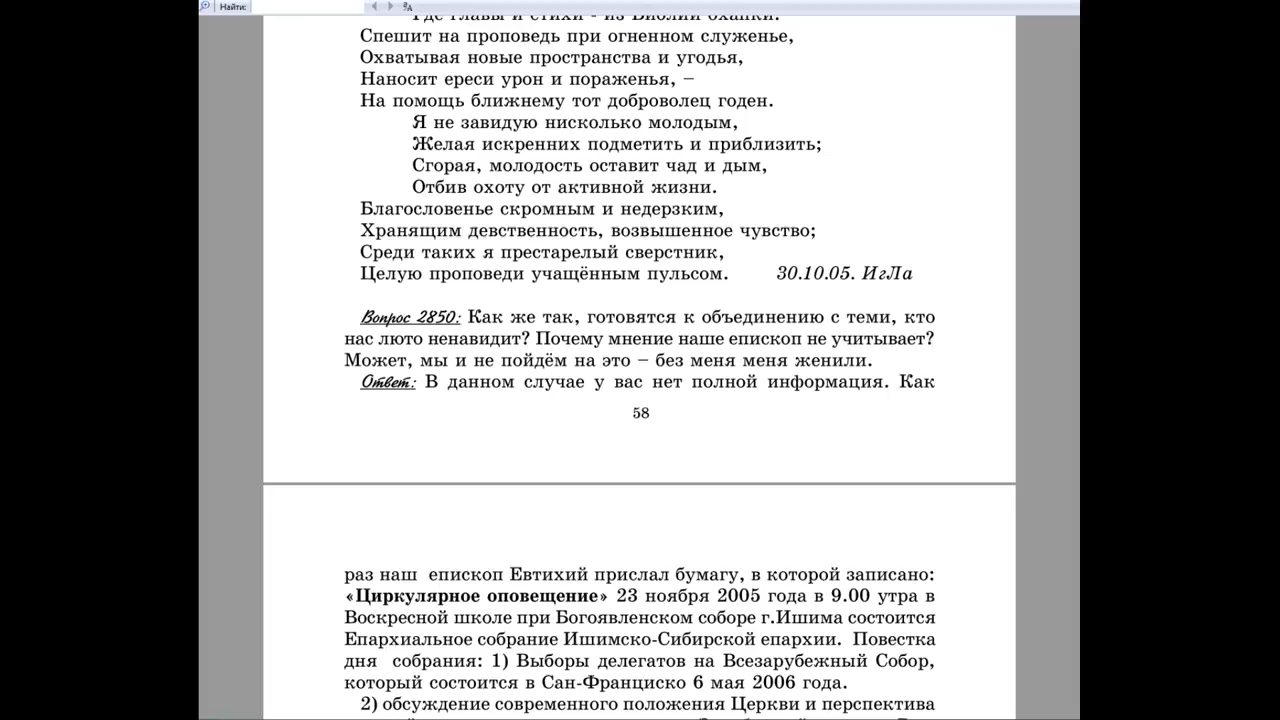 Найти:
Где главы и стихи - из Библии охапки.
Спешит на проповедь при огненном служенье,
Охватывая новые пространства и угодья,
Наносит ереси урон и пораженья, –
На помощь ближнему тот доброволец годен.
Я не завидую нисколько молодым,
Желая искренних подметить и приблизить;
Сгорая, молодость оставит чад и дым,
Отбив охоту от активной жизни.
Благословенье скромным и недерзким,
Хранящим девственность, возвышенное чувство;
Среди таких я престарелый сверстник,
Целую проповеди учащённым пульсом. 30.10.05. ИгЛа
Вопрос 2850: Как же так, готовятся к объединению с теми, кто
нас люто ненавидит? Почему мнение наше епископ не учитывает?
Может, мы и не пойдём на это – без меня меня женили.
Ответ: В данном случае у вас нет полной информация. Как
58
раз наш епископ Евтихий прислал бумагу, в которой записано:
«Циркулярное оповещение» 23 ноября 2005 года в 9.00 утра в
Воскресной школе при Богоявленском соборе г.Ишима состоится
Епархиальное собрание Ишимско-Сибирской епархии. Повестка
дня собрания: 1) Выборы делегатов на Всезарубежный Собор,
который состоится в Сан-Франциско 6 мая 2006 года.
2) обсуждение современного положения Церкви и перспектива